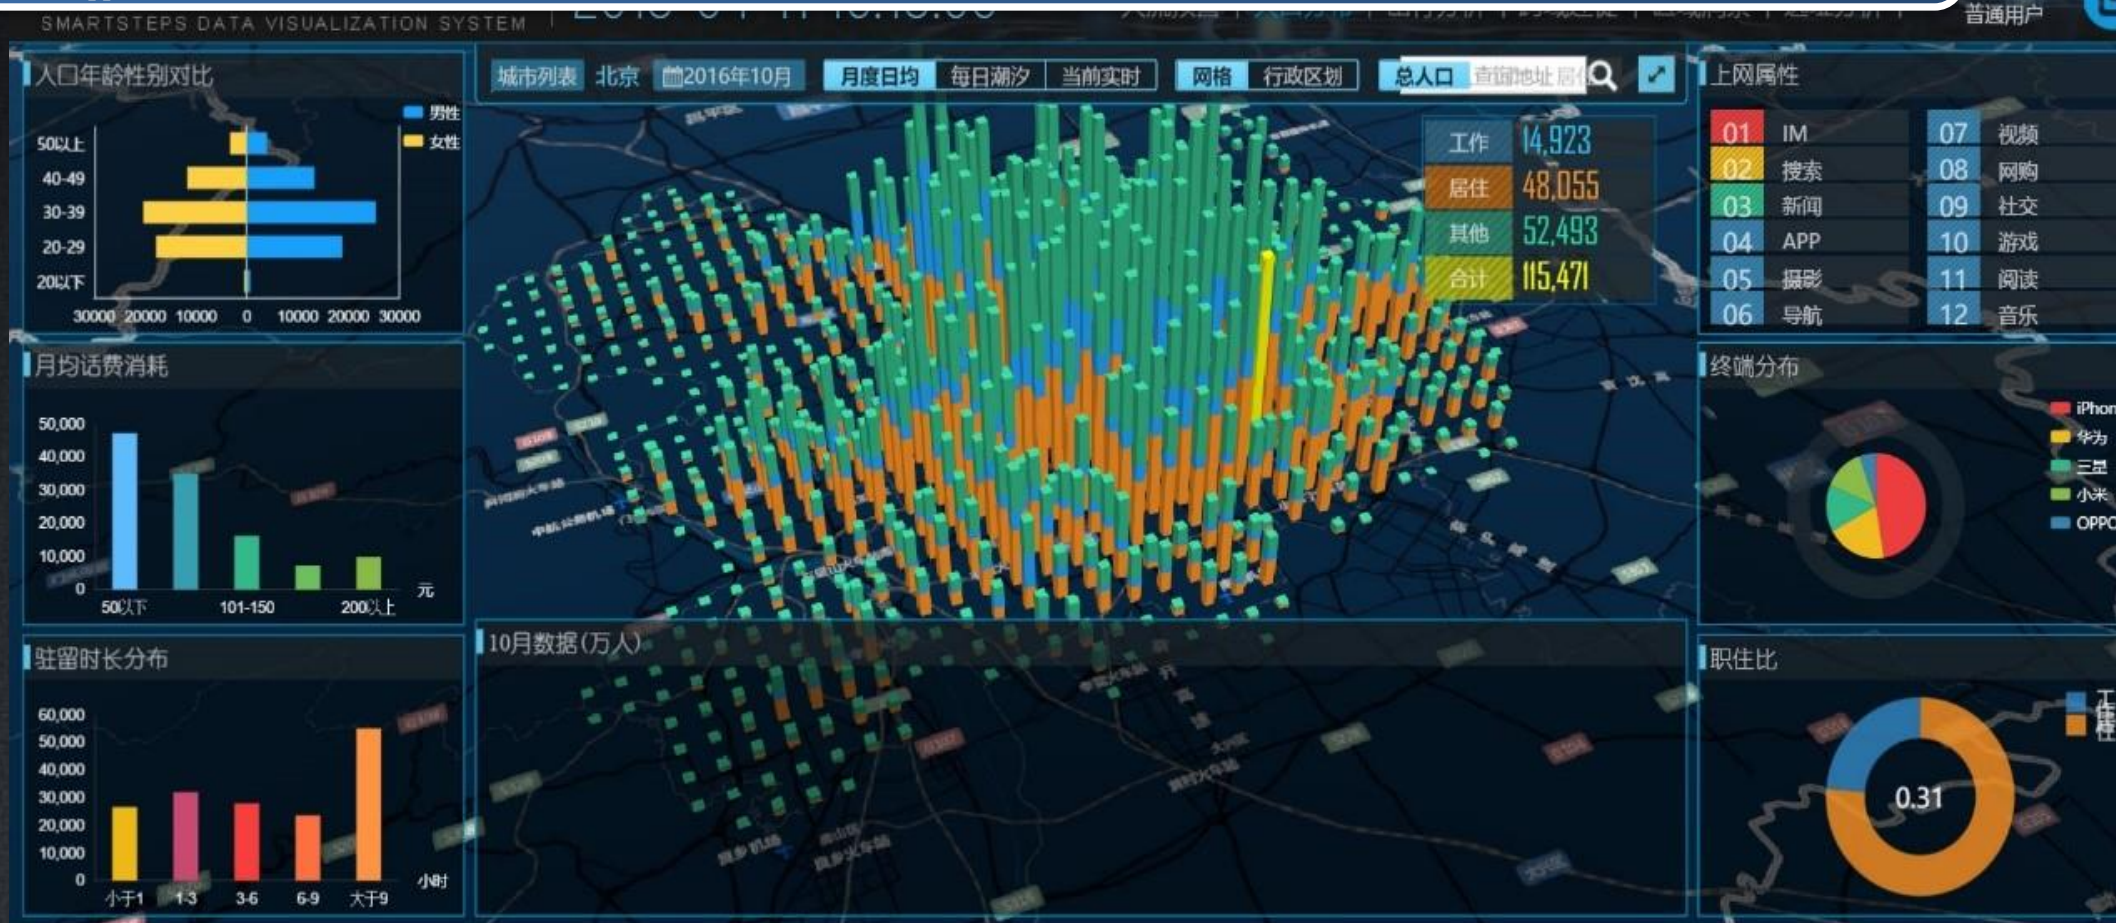 SMARTSTEPS DATA VISUALIZATION SYSTEM
普通用户
人口年龄性别对比
男性
女性
50以上
40-49
30-39
20-29
20以下
30000 20000 10000 0 10000 20000 30000
月均话费消耗
50,000
40,000
30,000
20,000
10,000
0
元
50以下 101-150 200以上
驻留时长分布
60,000
50,000
40,000
30,000
20,000
10,000
0
小时
小于1 1-3 3-6 6-9 大于9
城市列表 北京 2016年10月 月度日均 每日潮汐 当前实时 网格 行政区划 总人口
工作 14,923
居住 48,055
其他 52,493
合计 115,471
10月数据(万人)
上网属性
01 IM 07 视频
02 搜索 08 网购
03 新闻 09 社交
04 APP 10 游戏
05 摄影 11 阅读
06 导航 12 音乐
终端分布
iPhon
华为
三星
小米
OPPO
职住比
0.31